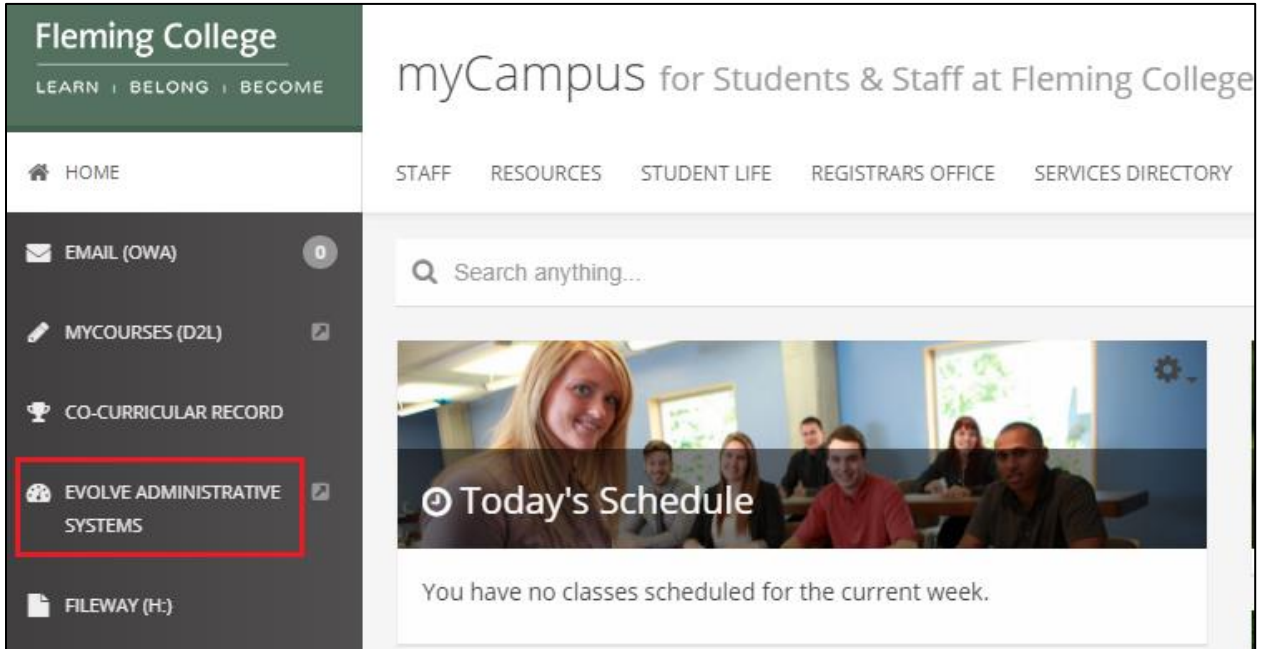 Fleming College
LEARN | BELONG | BECOME
myCampus for Students & Staff at Fleming College
HOME
STAFF RESOURCES STUDENT LIFE REGISTRARS OFFICE SERVICES DIRECTORY
EMAIL (OWA) 0
Search anything...
MYCOURSES (D2L)
CO-CURRICULAR RECORD
EVOLVE ADMINISTRATIVE
SYSTEMS
FILEWAY (H:)
Today's Schedule
You have no classes scheduled for the current week.